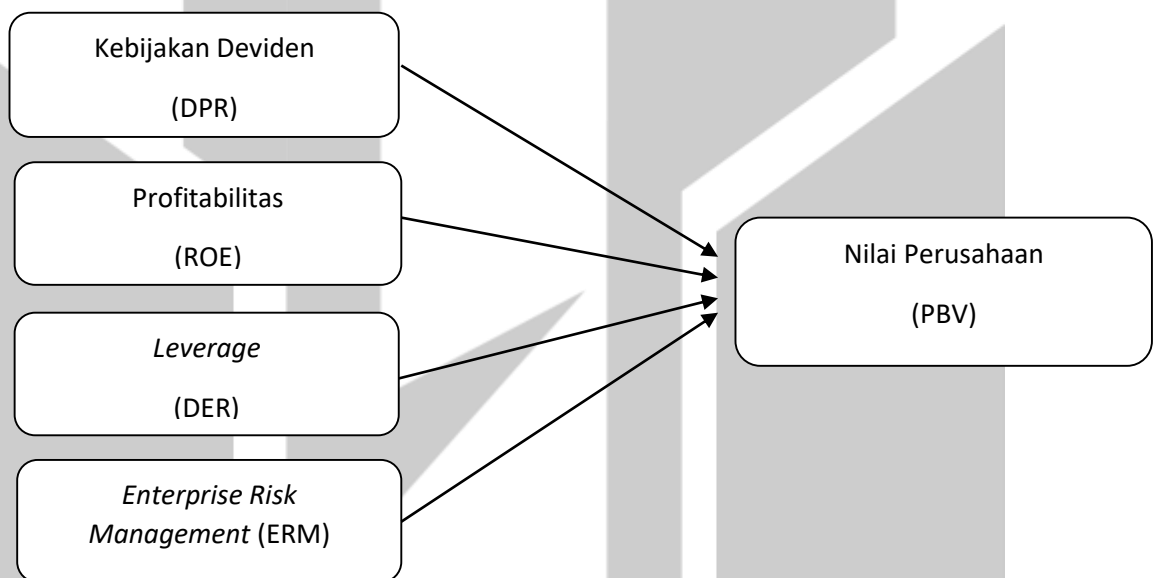 Kebijakan Deviden
(DPR)
Profitabilitas
(ROE)
Leverage
(DER)
Enterprise Risk
Management (ERM)
Nilai Perusahaan
(PBV)